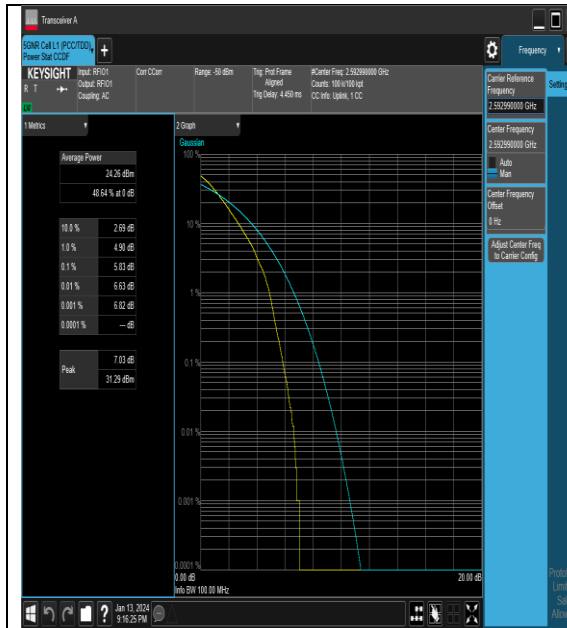 Transceiver A
5GNR Cell L1 (PCC/TDD)
Power Stat CCDF
Frequency
KEYSIGHT
R T
Input: RFIO1
Output: RFIO1
Coupling: AC
Corr CCorr
Range: -50 dBm
Trig: Prot Frame
Aligned
Trig Delay: 4.450 ms
#Center Freq: 2.592990000 GHz
Counts: 100 k/100 kpt
CC Info: Uplink, 1 CC
Carrier Reference
Frequency
2.592990000 GHz
Setting
Center Frequency
2.592990000 GHz
Auto
Man
Center Frequency
Offset
0 Hz
Adjust Center Freq
to Carrier Config
1 Metrics
Average Power
24.26 dBm
48.64 % at 0 dB
10.0 % 2.69 dB
1.0 % 4.90 dB
0.1 % 5.83 dB
0.01 % 6.63 dB
0.001 % 6.82 dB
0.0001 % --- dB
Peak
7.03 dB
31.29 dBm
2 Graph
Gaussian
100 %
10 %
1 %
0.1 %
0.01 %
0.001 %
0.0001 %
0.00 dB
20.00 dB
Info BW 100.00 MHz
Proto
Limit
Allow
?
Jan 13, 2024
9:16:25 PM